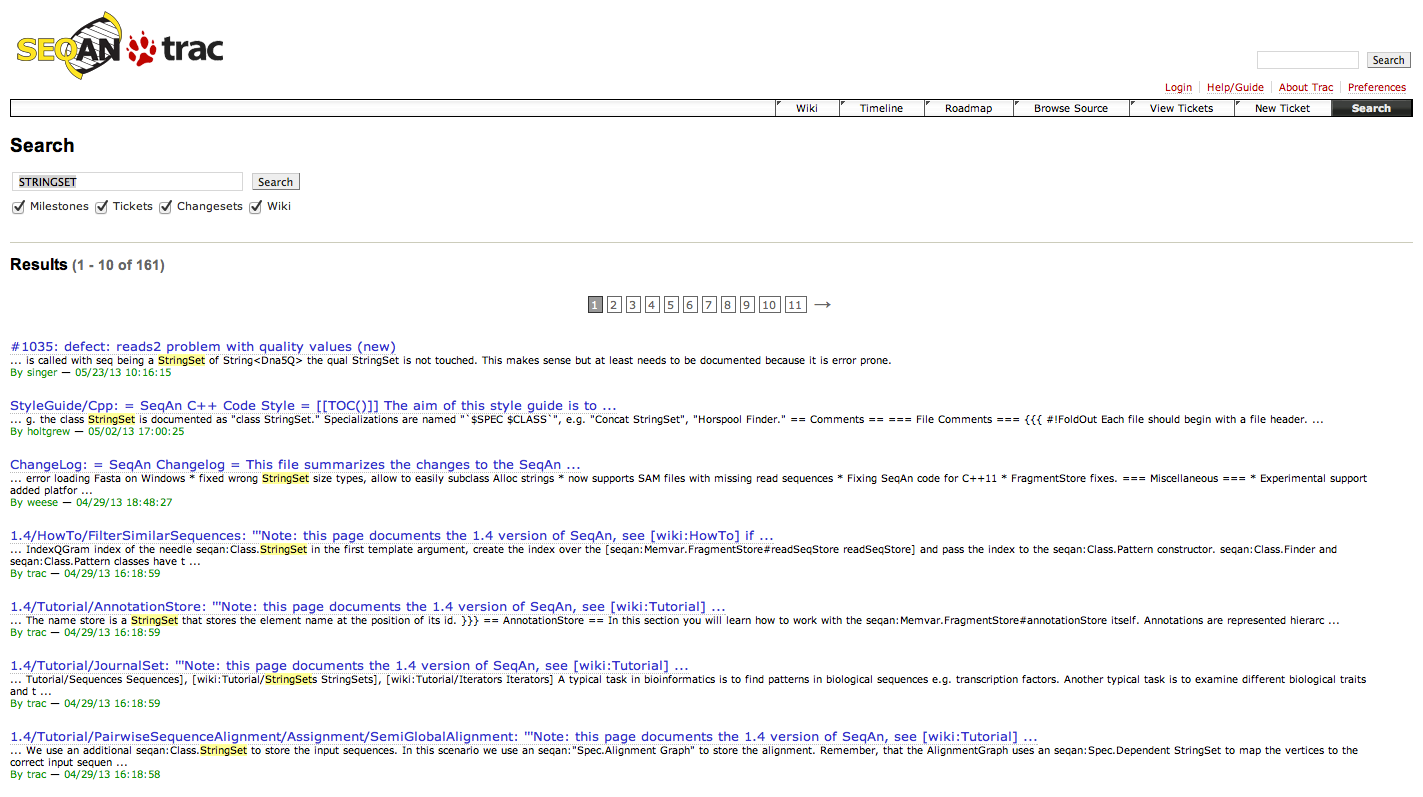 SEQAN trac
Search
Login Help/Guide About Trac Preferences
Wiki Timeline Roadmap Browse Source View Tickets New Ticket Search
Search
STRINGSET Search
Milestones Tickets Changesets Wiki
Results (1 - 10 of 161)
1 2 3 4 5 6 7 8 9 10 11 →
#1035: defect: reads2 problem with quality values (new)
... is called with seq being a StringSet of String<Dna5Q> the qual StringSet is not touched. This makes sense but at least needs to be documented because it is error prone.
By singer — 05/23/13 10:16:15
StyleGuide/Cpp: = SeqAn C++ Code Style = [[TOC()]] The aim of this style guide is to ...
... g. the class StringSet is documented as "class StringSet." Specializations are named "`$SPEC $CLASS`", e.g. "Concat StringSet", "Horspool Finder." == Comments == === File Comments === {{{ #!FoldOut Each file should begin with a file header. ...
By holtgrew — 05/02/13 17:00:25
ChangeLog: = SeqAn Changelog = This file summarizes the changes to the SeqAn ...
... error loading Fasta on Windows * fixed wrong StringSet size types, allow to easily subclass Alloc strings * now supports SAM files with missing read sequences * Fixing SeqAn code for C++11 * FragmentStore fixes. === Miscellaneous === * Experimental support
added platfor ...
By weese — 04/29/13 18:48:27
1.4/HowTo/FilterSimilarSequences: '''Note: this page documents the 1.4 version of SeqAn, see [wiki:HowTo] if ...
... IndexQGram index of the needle seqan:Class.StringSet in the first template argument, create the index over the [seqan:Memvar.FragmentStore#readSeqStore readSeqStore] and pass the index to the seqan:Class.Pattern constructor. seqan:Class.Finder and
seqan:Class.Pattern classes have t ...
By trac — 04/29/13 16:18:59
1.4/Tutorial/AnnotationStore: '''Note: this page documents the 1.4 version of SeqAn, see [wiki:Tutorial] ...
... The name store is a StringSet that stores the element name at the position of its id. }}} == AnnotationStore == In this section you will learn how to work with the seqan:Memvar.FragmentStore#annotationStore itself. Annotations are represented hierarc ...
By trac — 04/29/13 16:18:59
1.4/Tutorial/JournalSet: '''Note: this page documents the 1.4 version of SeqAn, see [wiki:Tutorial] ...
... Tutorial/Sequences Sequences], [wiki:Tutorial/StringSets StringSets], [wiki:Tutorial/Iterators Iterators] A typical task in bioinformatics is to find patterns in biological sequences e.g. transcription factors. Another typical task is to examine different biological traits
and t ...
By trac — 04/29/13 16:18:59
1.4/Tutorial/PairwiseSequenceAlignment/Assignment/SemiGlobalAlignment: '''Note: this page documents the 1.4 version of SeqAn, see [wiki:Tutorial] ...
... We use an additional seqan:Class.StringSet to store the input sequences. In this scenario we use an seqan:"Spec.Alignment Graph" to store the alignment. Remember, that the AlignmentGraph uses an seqan:Spec.Dependent StringSet to map the vertices to the
correct input sequen ...
By trac — 04/29/13 16:18:58